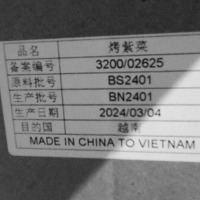 品名 烤紫菜
备案编号 3200/02625
原料批号 BS2401
生产批号 BN2401
生产日期 2024/03/04
目的国 越南
MADE IN CHINA TO VIETNAM